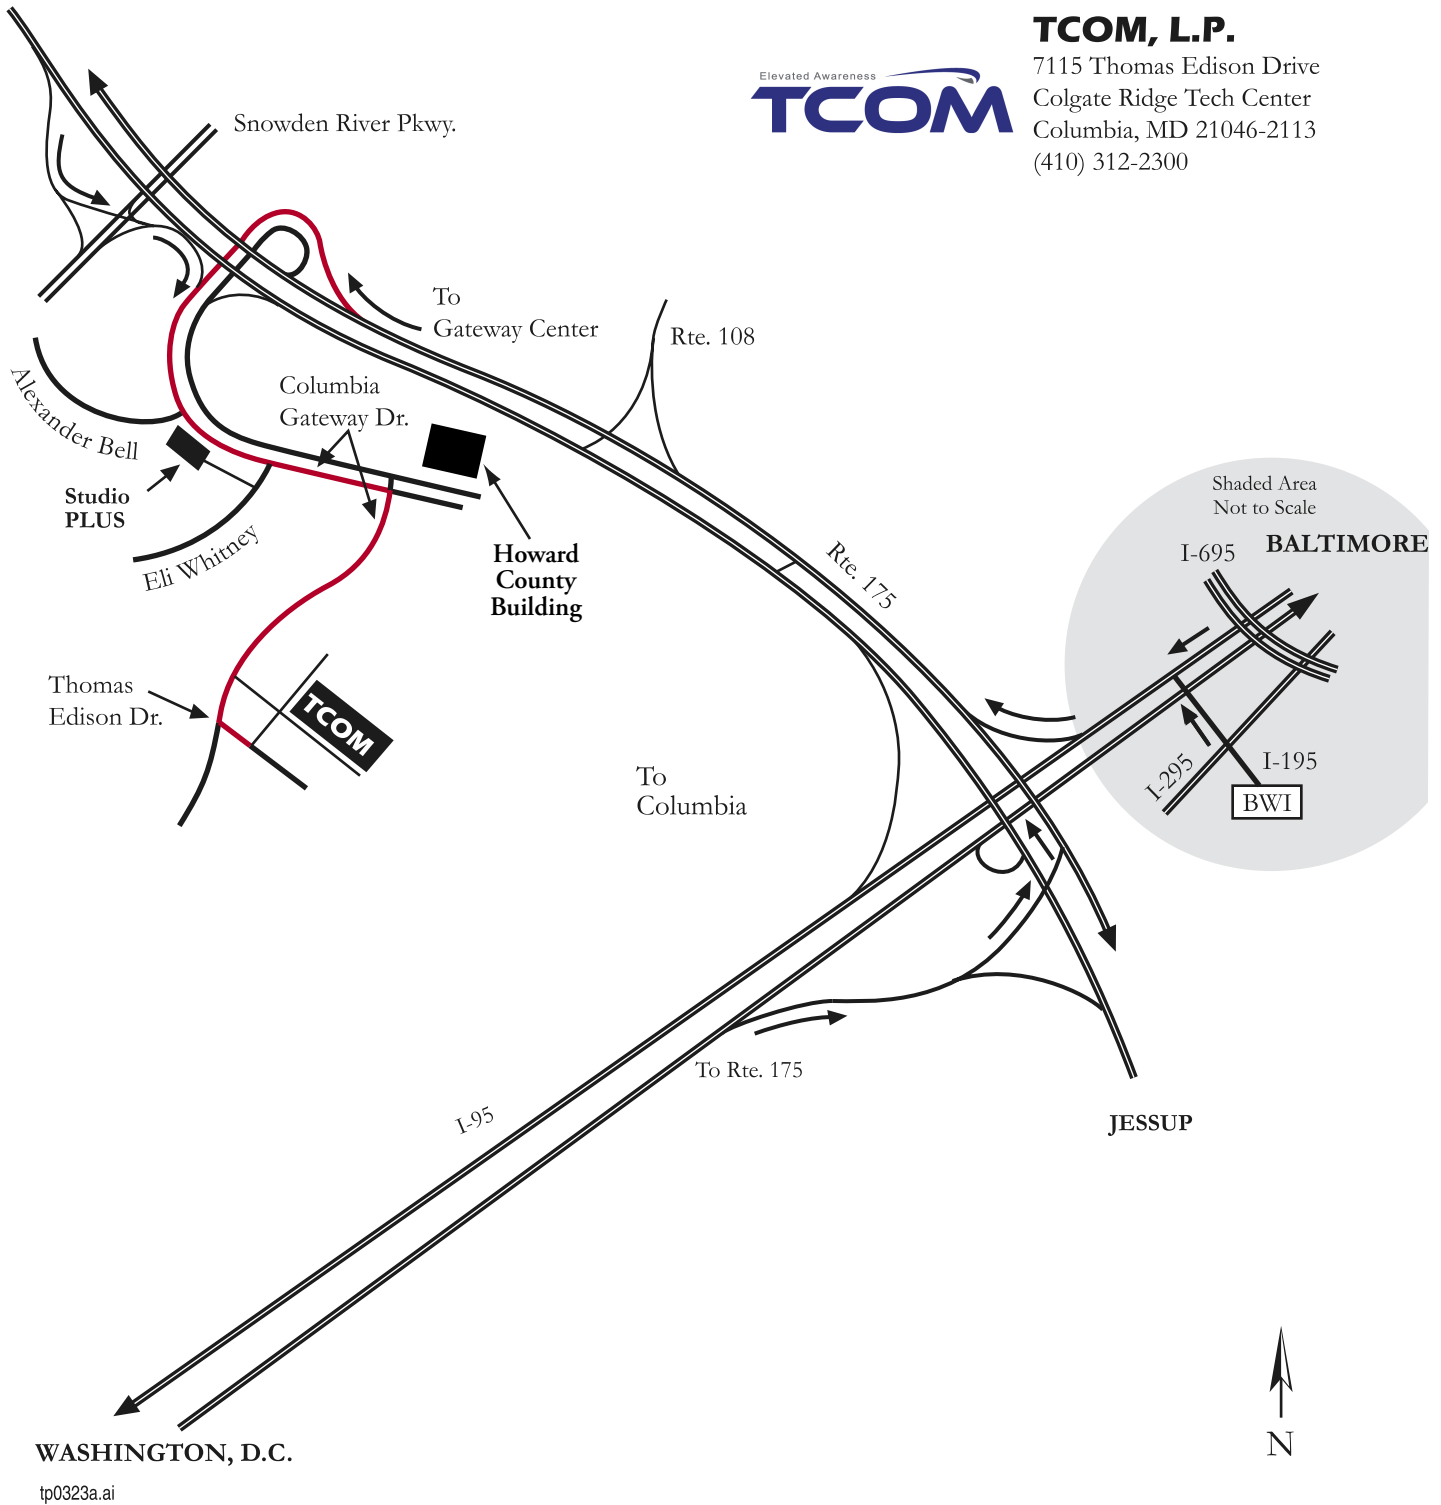 TCOM, L.P.
7115 Thomas Edison Drive
Colgate Ridge Tech Center
Columbia, MD 21046-2113
(410) 312-2300
Elevated Awareness
TCOM
Snowden River Pkwy.
To
Gateway Center
Rte. 108
Columbia
Gateway Dr.
Alexander Bell
Studio
PLUS
Eli Whitney
Howard
County
Building
Rte. 175
Shaded Area
Not to Scale
I-695
BALTIMORE
Thomas
Edison Dr.
TCOM
To
Columbia
I-295
I-195
BWI
To Rte. 175
I-95
JESSUP
N
WASHINGTON, D.C.
tp0323a.ai